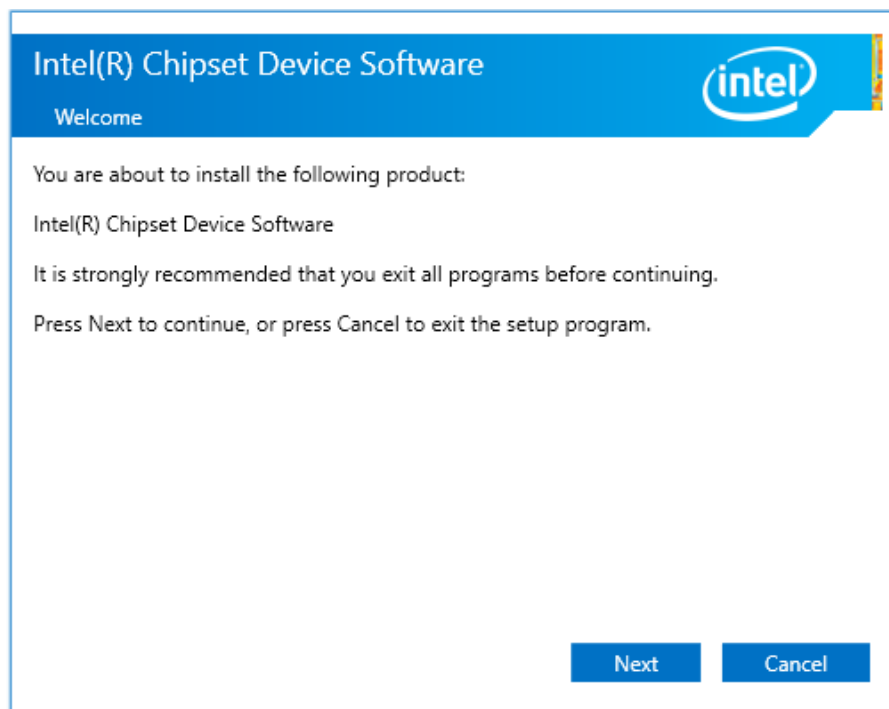 Intel(R) Chipset Device Software
intel
Welcome
You are about to install the following product:
Intel(R) Chipset Device Software
It is strongly recommended that you exit all programs before continuing.
Press Next to continue, or press Cancel to exit the setup program.
Next
Cancel